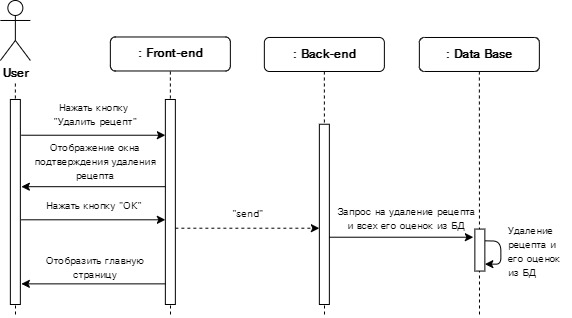 : Front-end
: Back-end
: Data Base
User
Нажать кнопку
"Удалить рецепт"
Отображение окна
подтверждения удаления
рецепта
Нажать кнопку "ОК"
"send"
Запрос на удаление рецепта
и всех его оценок из БД
Удаление
рецепта и
его оценок
из БД
Отобразить главную
страницу